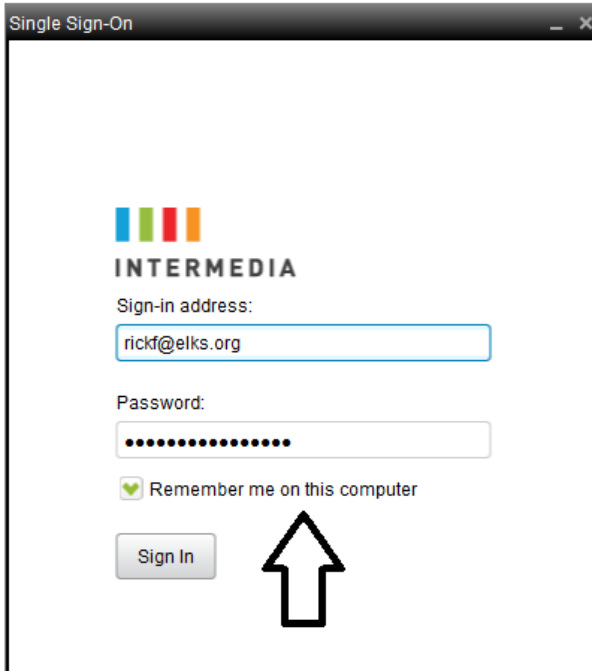 Single Sign-On
INTERMEDIA
Sign-in address:
rickf@elks.org
Password:
••••••••••••••••
Remember me on this computer
Sign In